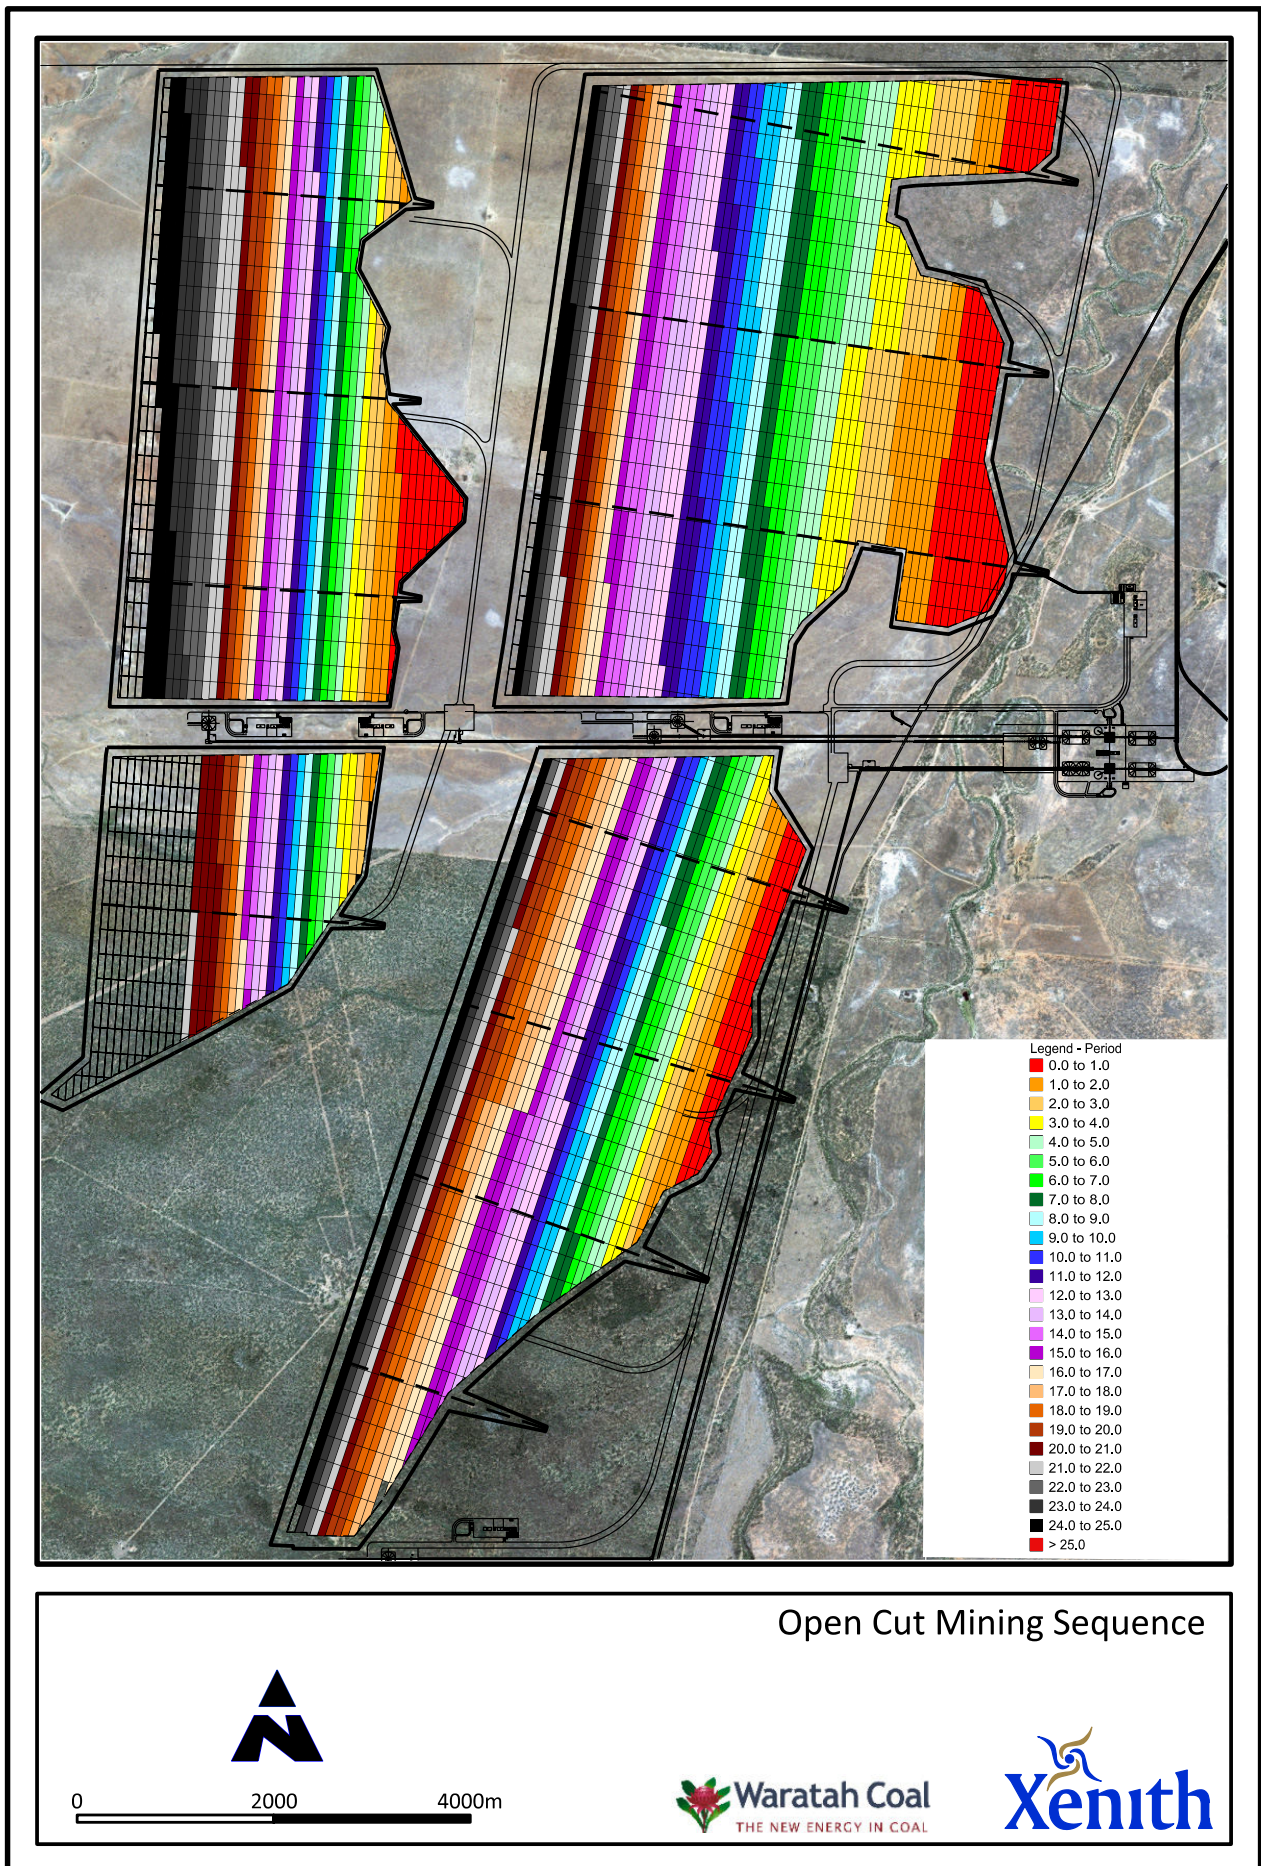 Legend - Period
0.0 to 1.0
1.0 to 2.0
2.0 to 3.0
3.0 to 4.0
4.0 to 5.0
5.0 to 6.0
6.0 to 7.0
7.0 to 8.0
8.0 to 9.0
9.0 to 10.0
10.0 to 11.0
11.0 to 12.0
12.0 to 13.0
13.0 to 14.0
14.0 to 15.0
15.0 to 16.0
16.0 to 17.0
17.0 to 18.0
18.0 to 19.0
19.0 to 20.0
20.0 to 21.0
21.0 to 22.0
22.0 to 23.0
23.0 to 24.0
24.0 to 25.0
> 25.0
Open Cut Mining Sequence
N
0 2000 4000m
Waratah Coal
THE NEW ENERGY IN COAL
Xenith